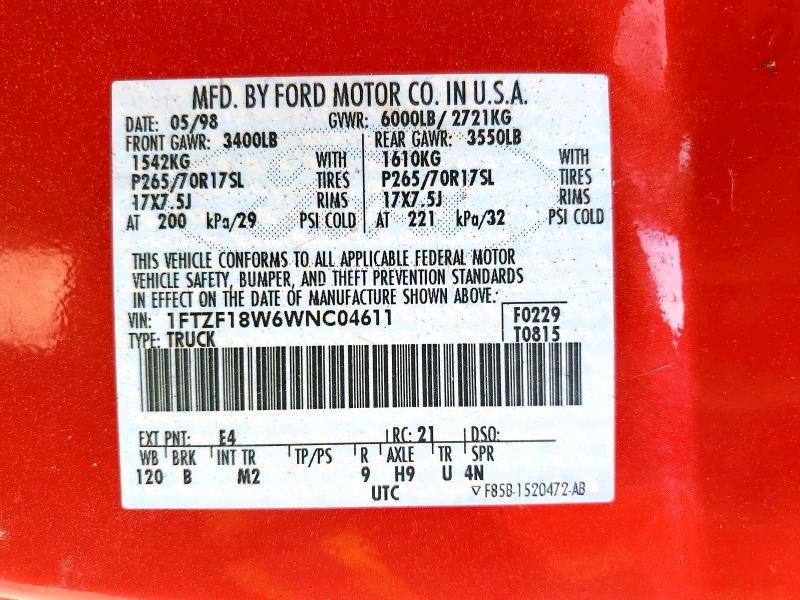 MFD. BY FORD MOTOR CO. IN U.S.A.
DATE: 05/98 GVWR: 6000LB/ 2721KG
FRONT GAWR: 3400LB REAR GAWR: 3550LB
1542KG WITH 1610KG WITH
P265/70R17SL TIRES P265/70R17SL TIRES
17X7.5J RIMS 17X7.5J RIMS
AT 200 kPa/29 PSI COLD AT 221 kPa/32 PSI COLD
THIS VEHICLE CONFORMS TO ALL APPLICABLE FEDERAL MOTOR
VEHICLE SAFETY, BUMPER, AND THEFT PREVENTION STANDARDS
IN EFFECT ON THE DATE OF MANUFACTURE SHOWN ABOVE.
VIN: 1FTZF18W6WNC04611 F0229
TYPE: TRUCK T0815
EXT PNT: E4 RC: 21 DSO:
WB BRK INT TR TP/PS R AXLE TR SPR
120 B M2 9 H9 U 4N
UTC ▽F85B-1520472-AB